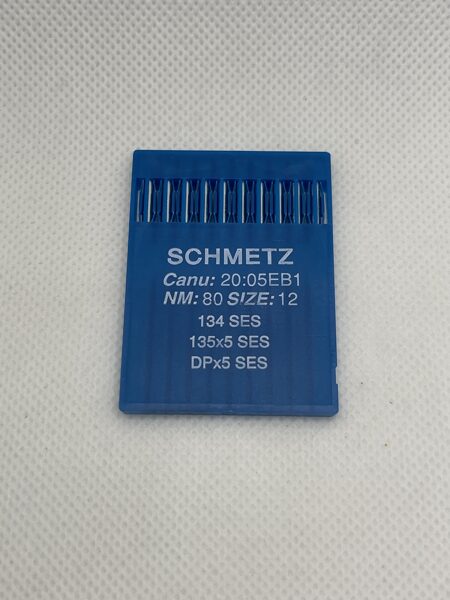 SCHMETZ
Canu: 20:05EB1
NM: 80 SIZE: 12
134 SES
135x5 SES
DPx5 SES